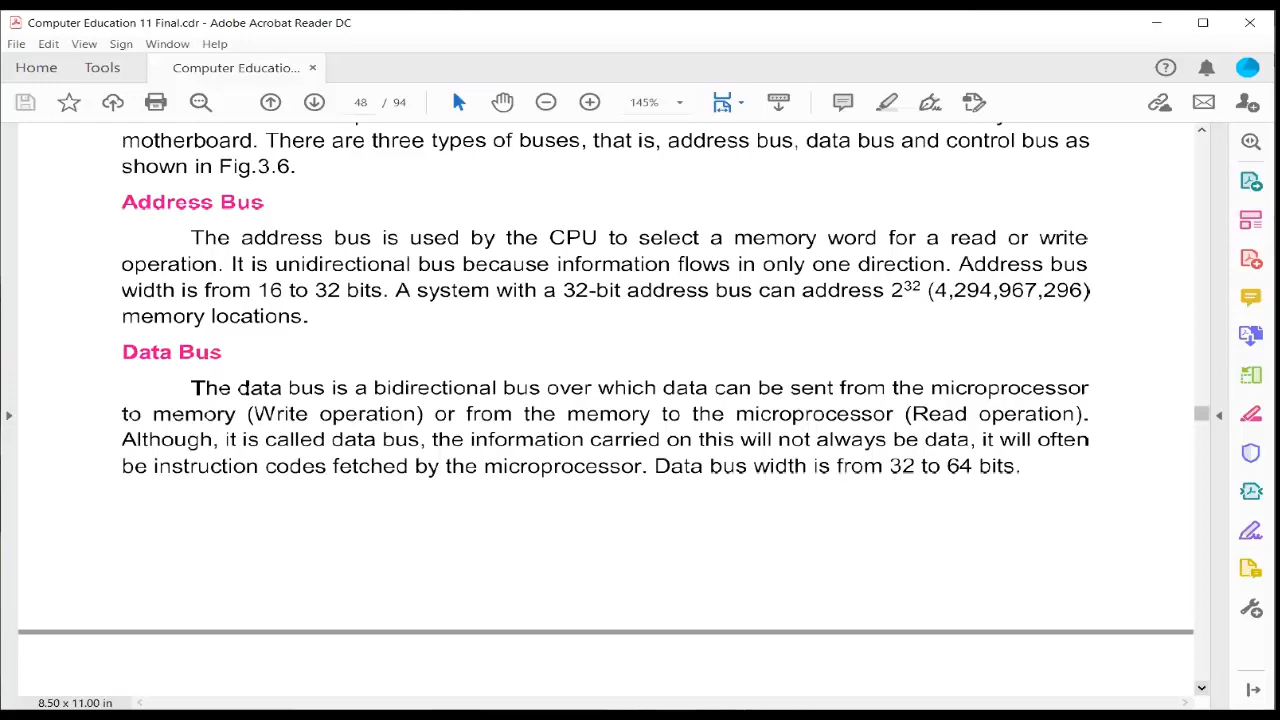 Computer Education 11 Final.cdr - Adobe Acrobat Reader DC
File Edit View Sign Window Help
Home Tools Computer Educatio... ×
48 / 94 145%
motherboard. There are three types of buses, that is, address bus, data bus and control bus as
shown in Fig.3.6.
Address Bus
The address bus is used by the CPU to select a memory word for a read or write
operation. It is unidirectional bus because information flows in only one direction. Address bus
width is from 16 to 32 bits. A system with a 32-bit address bus can address 2³² (4,294,967,296)
memory locations.
Data Bus
The data bus is a bidirectional bus over which data can be sent from the microprocessor
to memory (Write operation) or from the memory to the microprocessor (Read operation).
Although, it is called data bus, the information carried on this will not always be data, it will often
be instruction codes fetched by the microprocessor. Data bus width is from 32 to 64 bits.
8.50 x 11.00 in